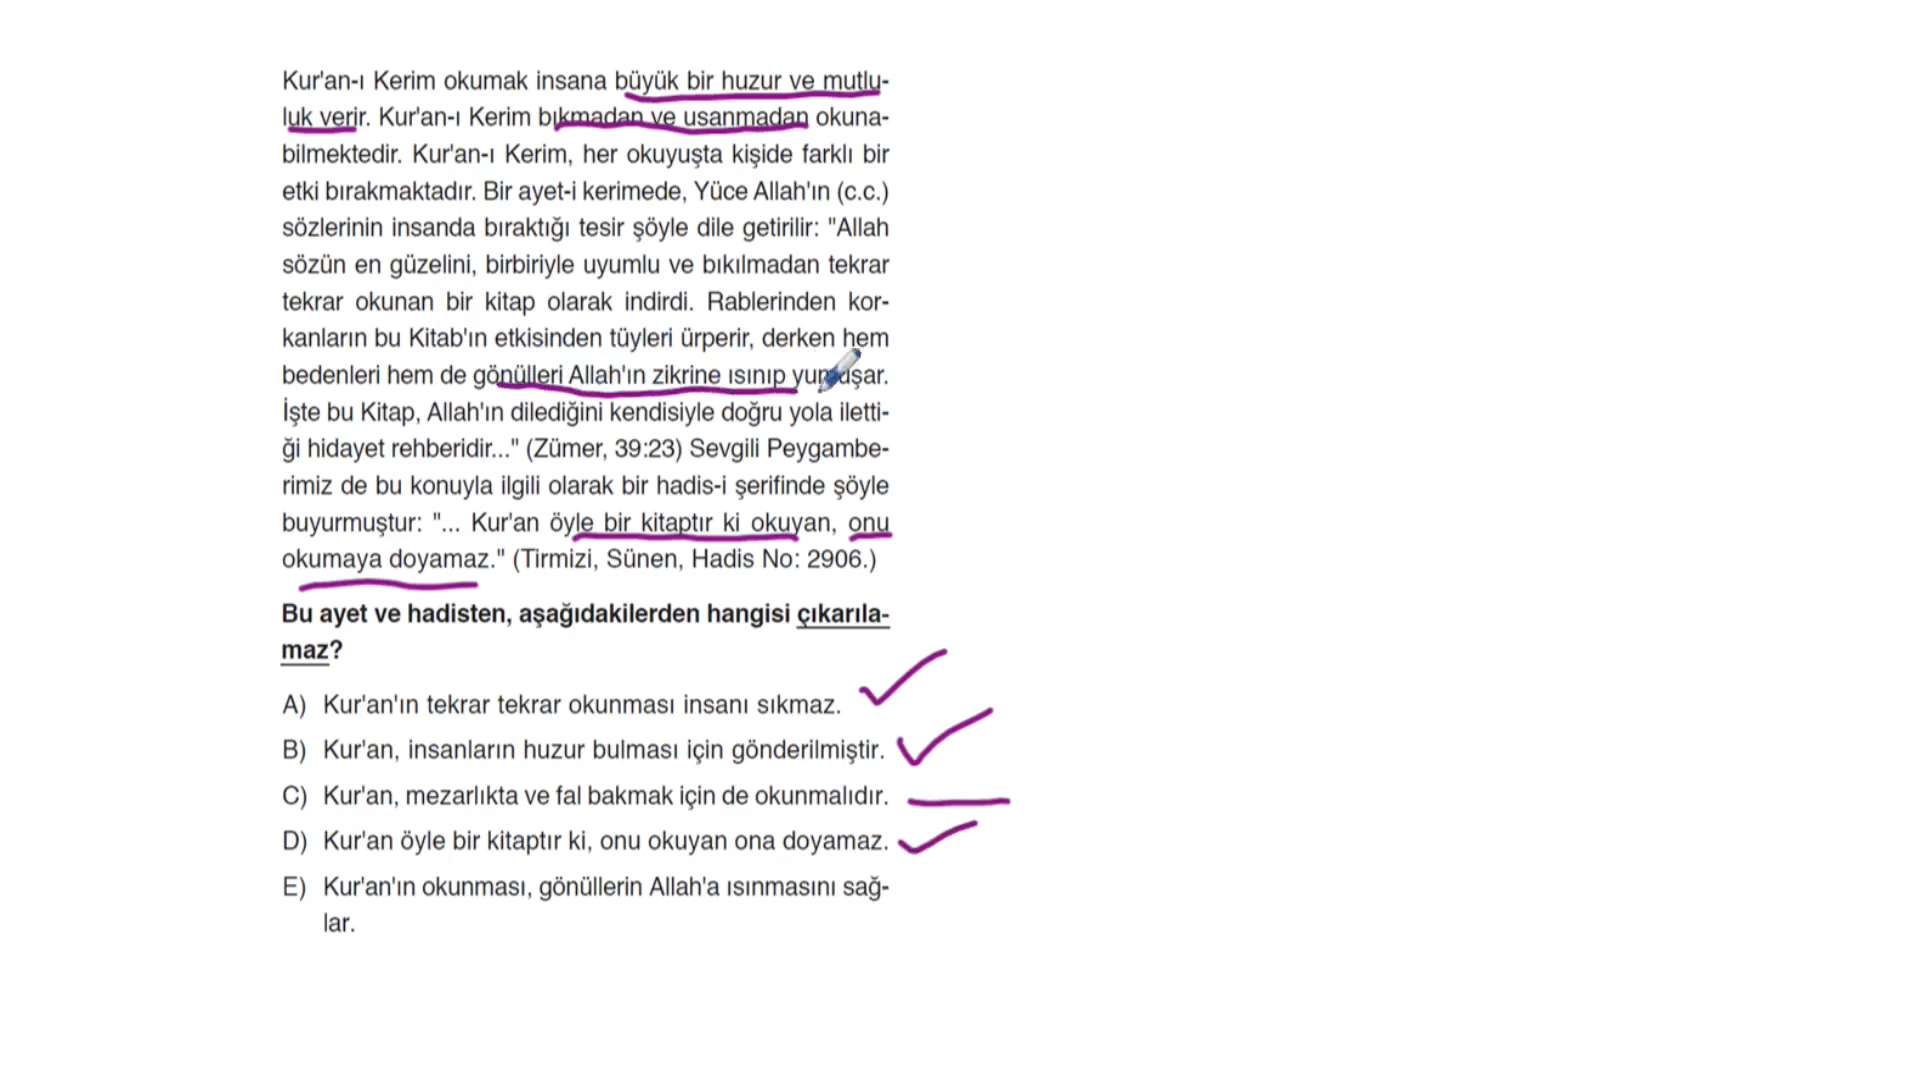 Kur'an-ı Kerim okumak insana büyük bir huzur ve mutlu-
luk verir. Kur'an-ı Kerim bıkmadan ve usanmadan okuna-
bilmektedir. Kur'an-ı Kerim, her okuyuşta kişide farklı bir
etki bırakmaktadır. Bir ayet-i kerimede, Yüce Allah'ın (c.c.)
sözlerinin insanda bıraktığı tesir şöyle dile getirilir: "Allah
sözün en güzelini, birbiriyle uyumlu ve bıkılmadan tekrar
tekrar okunan bir kitap olarak indirdi. Rablerinden kor-
kanların bu Kitab'ın etkisinden tüyleri ürperir, derken hem
bedenleri hem de gönülleri Allah'ın zikrine ısınıp yumuşar.
İşte bu Kitap, Allah'ın dilediğini kendisiyle doğru yola iletti-
ği hidayet rehberidir..." (Zümer, 39:23) Sevgili Peygambe-
rimiz de bu konuyla ilgili olarak bir hadis-i şerifinde şöyle
buyurmuştur: "... Kur'an öyle bir kitaptır ki okuyan, onu
okumaya doyamaz." (Tirmizi, Sünen, Hadis No: 2906.)
Bu ayet ve hadisten, aşağıdakilerden hangisi çıkarıla-
maz?
A) Kur'an'ın tekrar tekrar okunması insanı sıkmaz.
B) Kur'an, insanların huzur bulması için gönderilmiştir.
C) Kur'an, mezarlıkta ve fal bakmak için de okunmalıdır.
D) Kur'an öyle bir kitaptır ki, onu okuyan ona doyamaz.
E) Kur'an'ın okunması, gönüllerin Allah'a ısınmasını sağ-
lar.